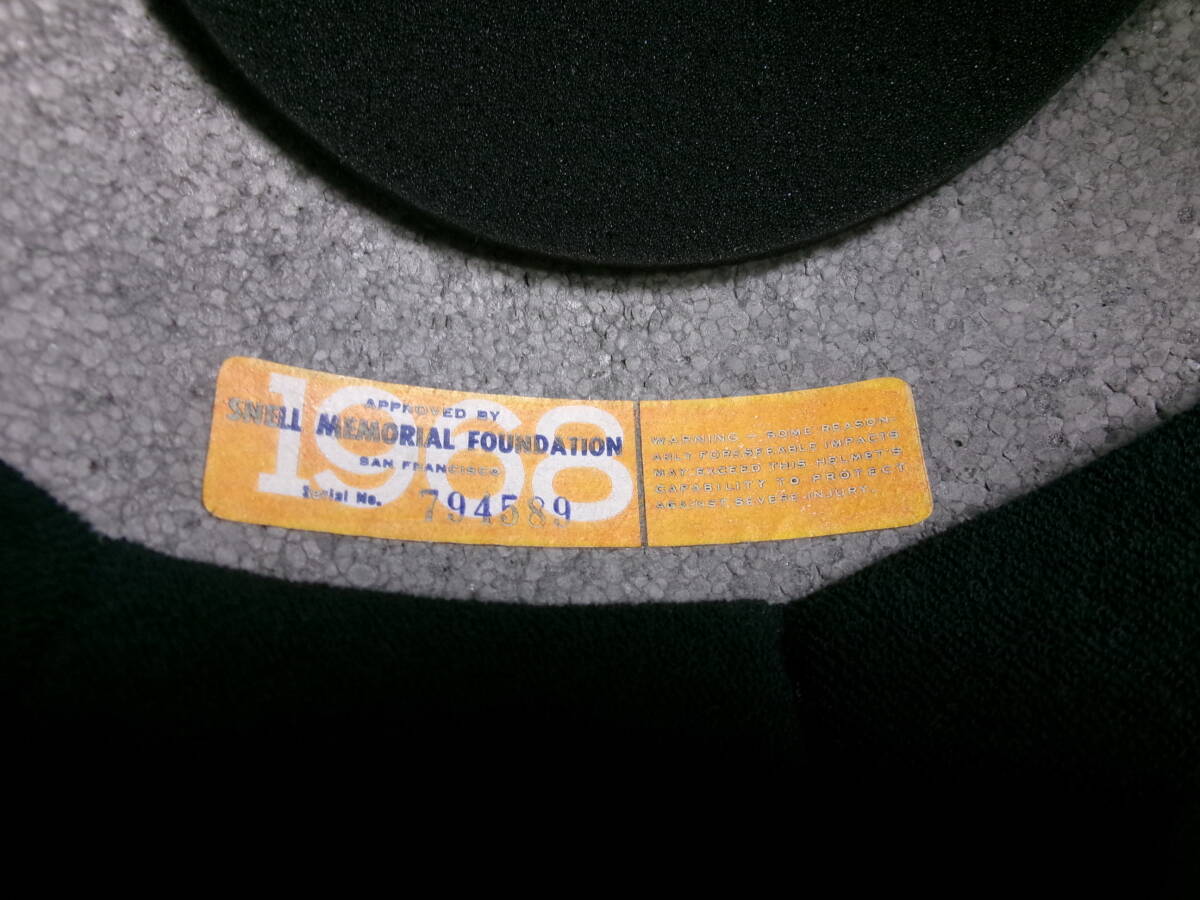 1968
APPROVED BY
SNELL MEMORIAL FOUNDATION
SAN FRANCISCO
Serial No. 794589
WARNING – SOME REASON-
ABLY FORESEEABLE IMPACTS
MAY EXCEED THIS HELMET'S
CAPABILITY TO PROTECT
AGAINST SEVERE INJURY.